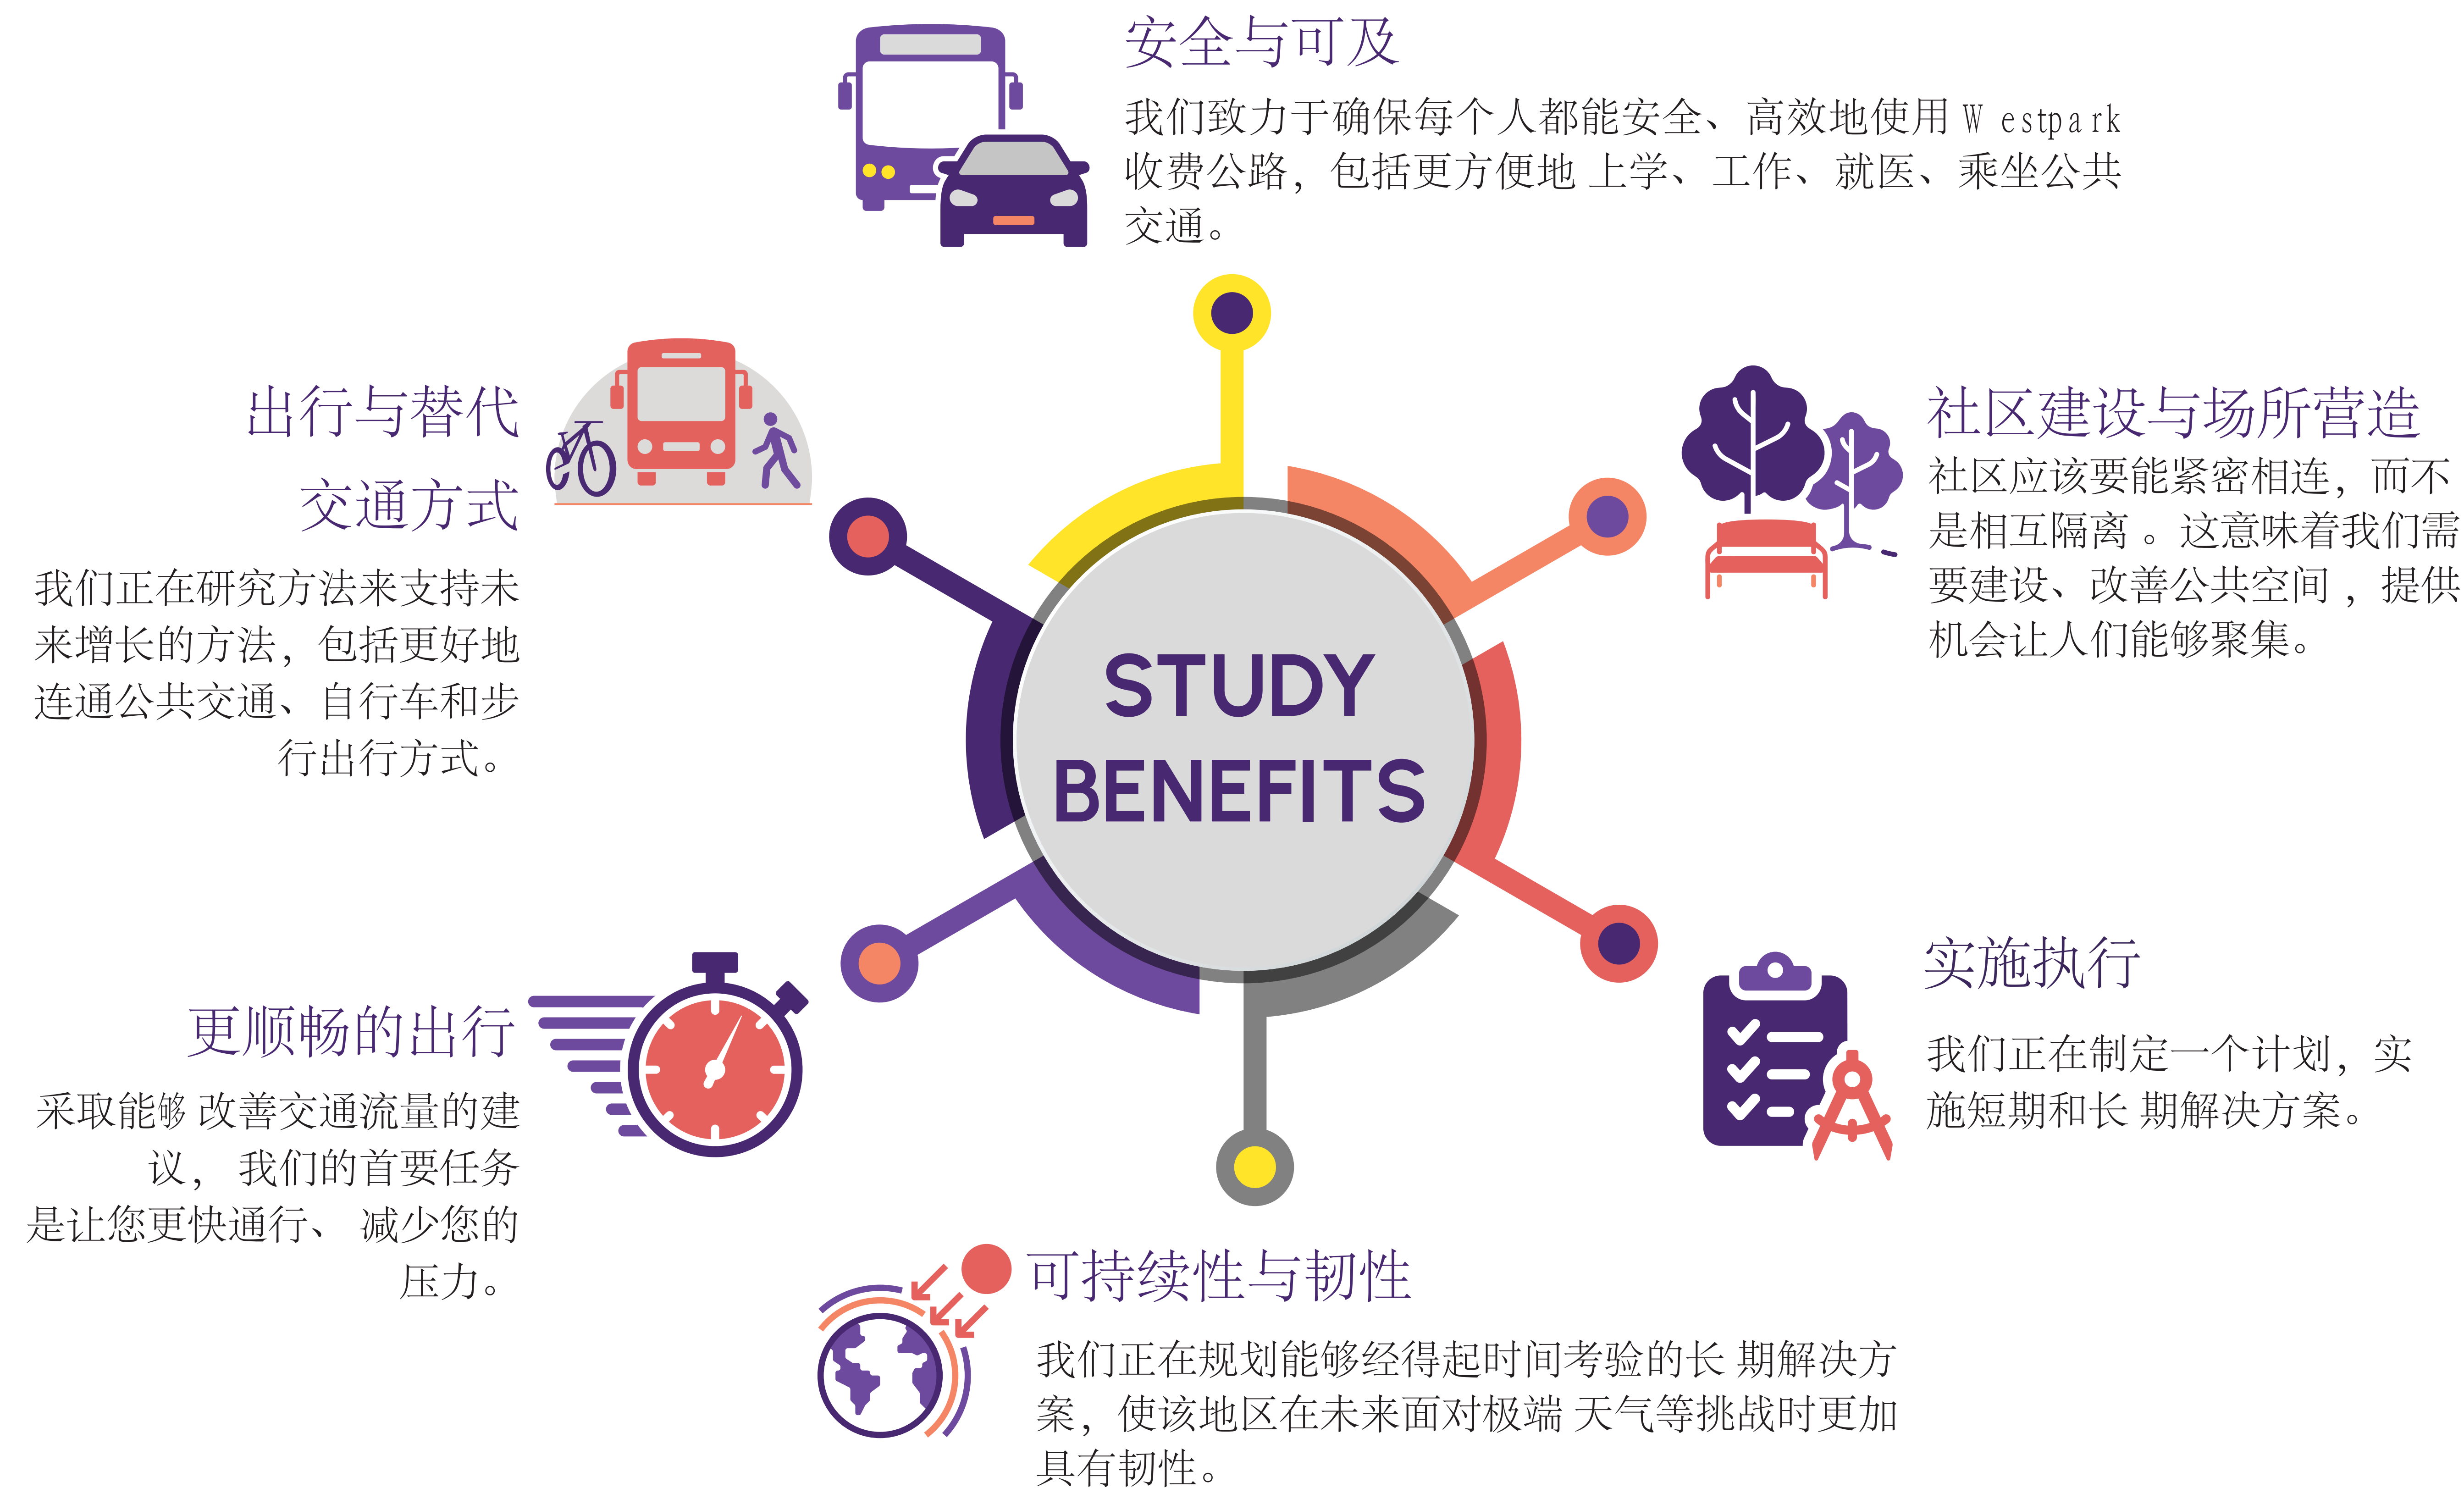 安全与可及
我们致力于确保每个人都能安全、高效地使用 Westpark
收费公路，包括更方便地 上学、工作、就医、乘坐公共
交通。
出行与替代
交通方式
我们正在研究方法来支持未
来增长的方法，包括更好地
连通公共交通、自行车和步
行出行方式。
社区建设与场所营造
社区应该要能紧密相连，而不
是相互隔离 。这意味着我们需
要建设、改善公共空间 ，提供
机会让人们能够聚集。
STUDY
BENEFITS
更顺畅的出行
采取能够 改善交通流量的建
议， 我们的首要任务
是让您更快通行、 减少您的
压力。
实施执行
我们正在制定一个计划，实
施短期和长 期解决方案。
可持续性与韧性
我们正在规划能够经得起时间考验的长 期解决方
案，使该地区在未来面对极端 天气等挑战时更加
具有韧性。